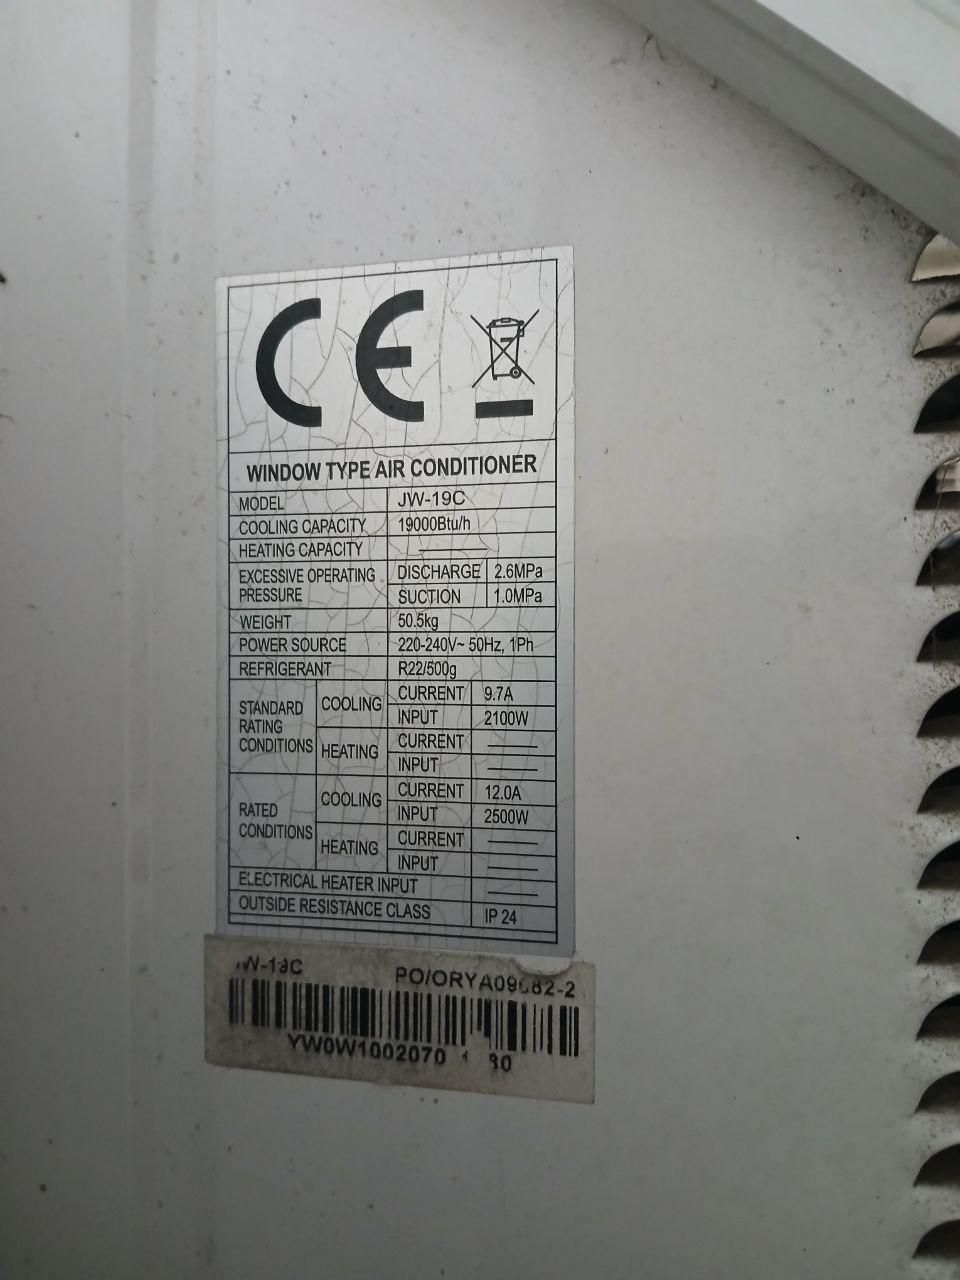 CE
WINDOW TYPE AIR CONDITIONER
MODEL JW-19C
COOLING CAPACITY 19000Btu/h
HEATING CAPACITY
EXCESSIVE OPERATING PRESSURE DISCHARGE 2.6MPa
SUCTION 1.0MPa
WEIGHT 50.5kg
POWER SOURCE 220-240V~ 50Hz, 1Ph
REFRIGERANT R22/500g
STANDARD RATING CONDITIONS COOLING CURRENT 9.7A
INPUT 2100W
HEATING CURRENT
INPUT
RATED CONDITIONS COOLING CURRENT 12.0A
INPUT 2500W
HEATING CURRENT
INPUT
ELECTRICAL HEATER INPUT
OUTSIDE RESISTANCE CLASS IP 24